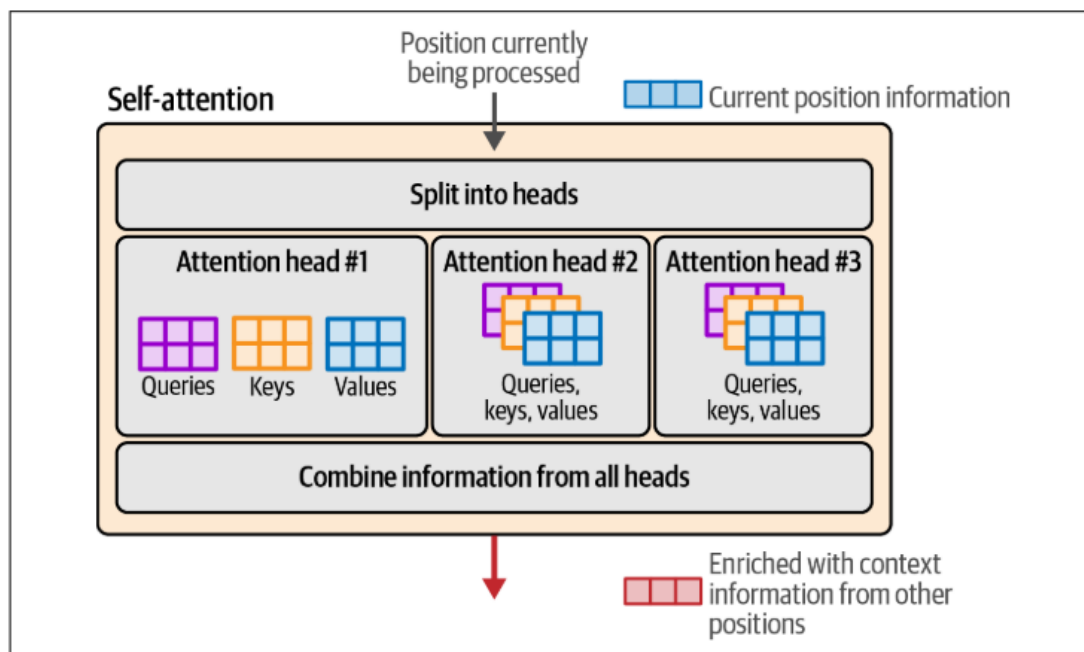 Position currently
being processed
Self-attention
Current position information
Split into heads
Attention head #1
Attention head #2
Attention head #3
Queries
Keys
Values
Queries,
keys, values
Queries,
keys, values
Combine information from all heads
Enriched with context
information from other
positions